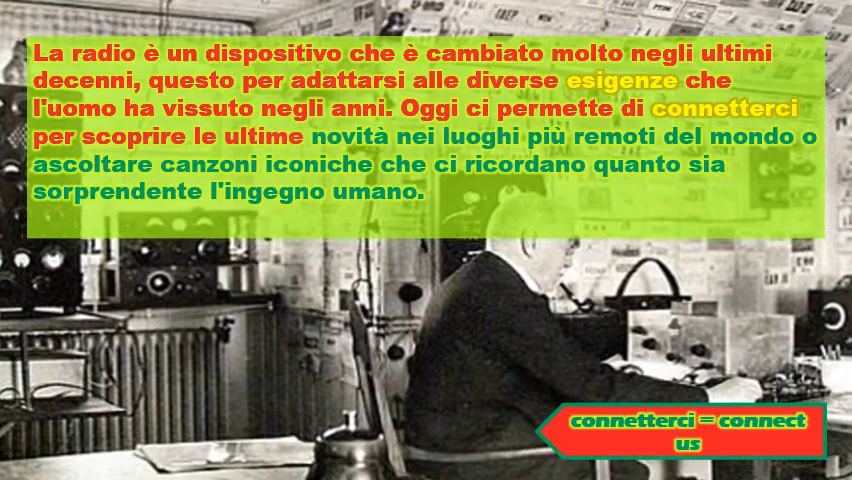 La radio è un dispositivo che è cambiato molto negli ultimi
decenni, questo per adattarsi alle diverse esigenze che
l'uomo ha vissuto negli anni. Oggi ci permette di connetterci
per scoprire le ultime novità nei luoghi più remoti del mondo o
ascoltare canzoni iconiche che ci ricordano quanto sia
sorprendente l'ingegno umano.
connetterci = connect
us